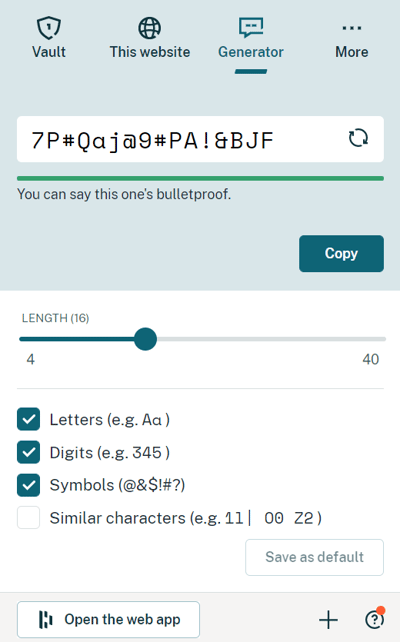 Vault This website Generator More
7P#Qaj@9#PA!&BJF
You can say this one's bulletproof.
Copy
LENGTH (16)
4 40
Letters (e.g. Aa )
Digits (e.g. 345 )
Symbols (@&$!#?)
Similar characters (e.g. 1l| O0 Z2 )
Save as default
Open the web app